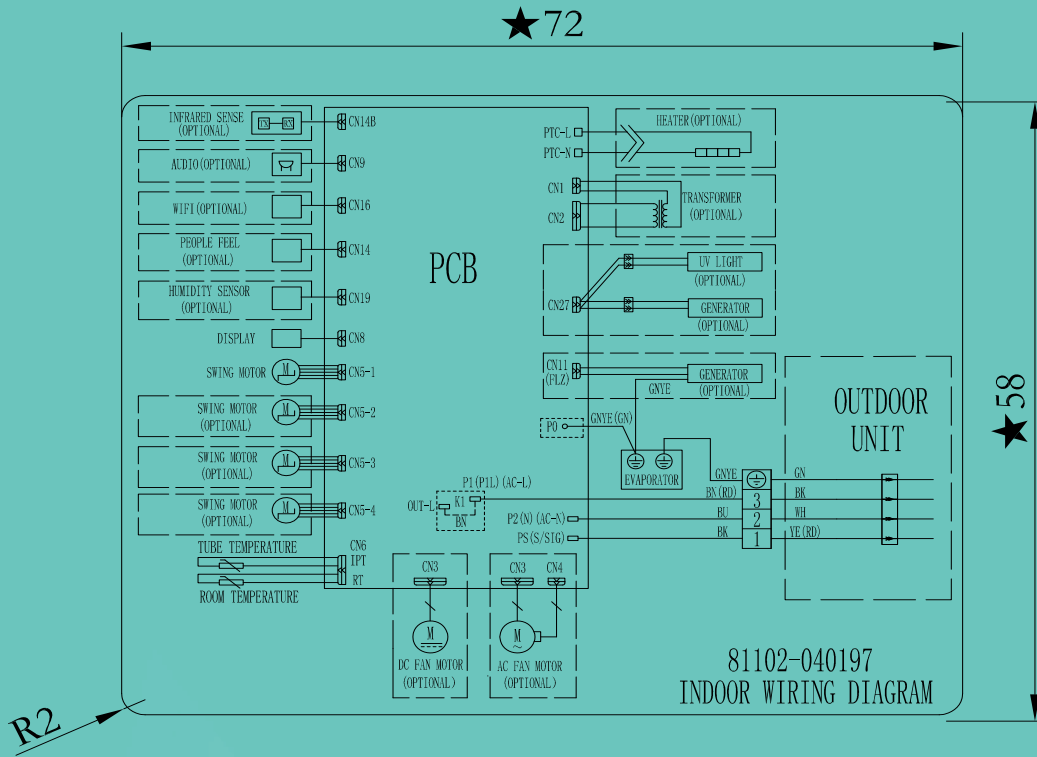 ★72
INFRARED SENSE
(OPTIONAL)
TX
RX
CN14B
AUDIO(OPTIONAL)
CN9
WIFI(OPTIONAL)
CN16
PEOPLE FEEL
(OPTIONAL)
CN14
HUMIDITY SENSOR
(OPTIONAL)
CN19
DISPLAY
CN8
SWING MOTOR
M
CN5-1
SWING MOTOR
(OPTIONAL)
M
CN5-2
SWING MOTOR
(OPTIONAL)
M
CN5-3
SWING MOTOR
(OPTIONAL)
M
CN5-4
TUBE TEMPERATURE
CN6
IPT
RT
ROOM TEMPERATURE
PCB
PTC-L
PTC-N
HEATER(OPTIONAL)
CN1
CN2
TRANSFORMER
(OPTIONAL)
CN27
UV LIGHT
(OPTIONAL)
GENERATOR
(OPTIONAL)
CN11
(FLZ)
GENERATOR
(OPTIONAL)
GNYE
P0
GNYE(GN)
EVAPORATOR
P1(P1L)(AC-L)
OUT-L
K1
BN
P2(N)(AC-N)
PS(S/SIG)
GNYE
BN(RD)
BU
BK
3
2
1
GN
BK
WH
YE(RD)
OUTDOOR
UNIT
★58
CN3
M
DC FAN MOTOR
(OPTIONAL)
CN3
CN4
M
~
AC FAN MOTOR
(OPTIONAL)
81102-040197
INDOOR WIRING DIAGRAM
R2